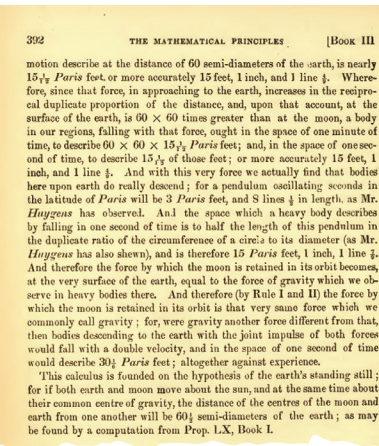 392 THE MATHEMATICAL PRINCIPLES [BOOK III
motion describe at the distance of 60 semi-diameters of the earth, is nearly
15 1/12 Paris feet, or more accurately 15 feet, 1 inch, and 1 line 4/9. Where-
fore, since that force, in approaching to the earth, increases in the recipro-
cal duplicate proportion of the distance, and, upon that account, at the
surface of the earth, is 60 × 60 times greater than at the moon, a body
in our regions, falling with that force, ought in the space of one minute of
time, to describe 60 × 60 × 15 1/12 Paris feet; and, in the space of one sec-
ond of time, to describe 15 1/12 of those feet; or more accurately 15 feet, 1
inch, and 1 line 4/9. And with this very force we actually find that bodies
here upon earth do really descend; for a pendulum oscillating seconds in
the latitude of Paris will be 3 Paris feet, and 8 lines ½ in length, as Mr.
Huygens has observed. And the space which a heavy body describes
by falling in one second of time is to half the length of this pendulum in
the duplicate ratio of the circumference of a circle to its diameter (as Mr.
Huygens has also shewn), and is therefore 15 Paris feet, 1 inch, 1 line 7/9.
And therefore the force by which the moon is retained in its orbit becomes,
at the very surface of the earth, equal to the force of gravity which we ob-
serve in heavy bodies there. And therefore (by Rule I and II) the force by
which the moon is retained in its orbit is that very same force which we
commonly call gravity; for, were gravity another force different from that,
then bodies descending to the earth with the joint impulse of both forces
would fall with a double velocity, and in the space of one second of time
would describe 30 1/6 Paris feet; altogether against experience.
This calculus is founded on the hypothesis of the earth's standing still;
for if both earth and moon move about the sun, and at the same time about
their common centre of gravity, the distance of the centres of the moon and
earth from one another will be 60½ semi-diameters of the earth; as may
be found by a computation from Prop. LX, Book I.